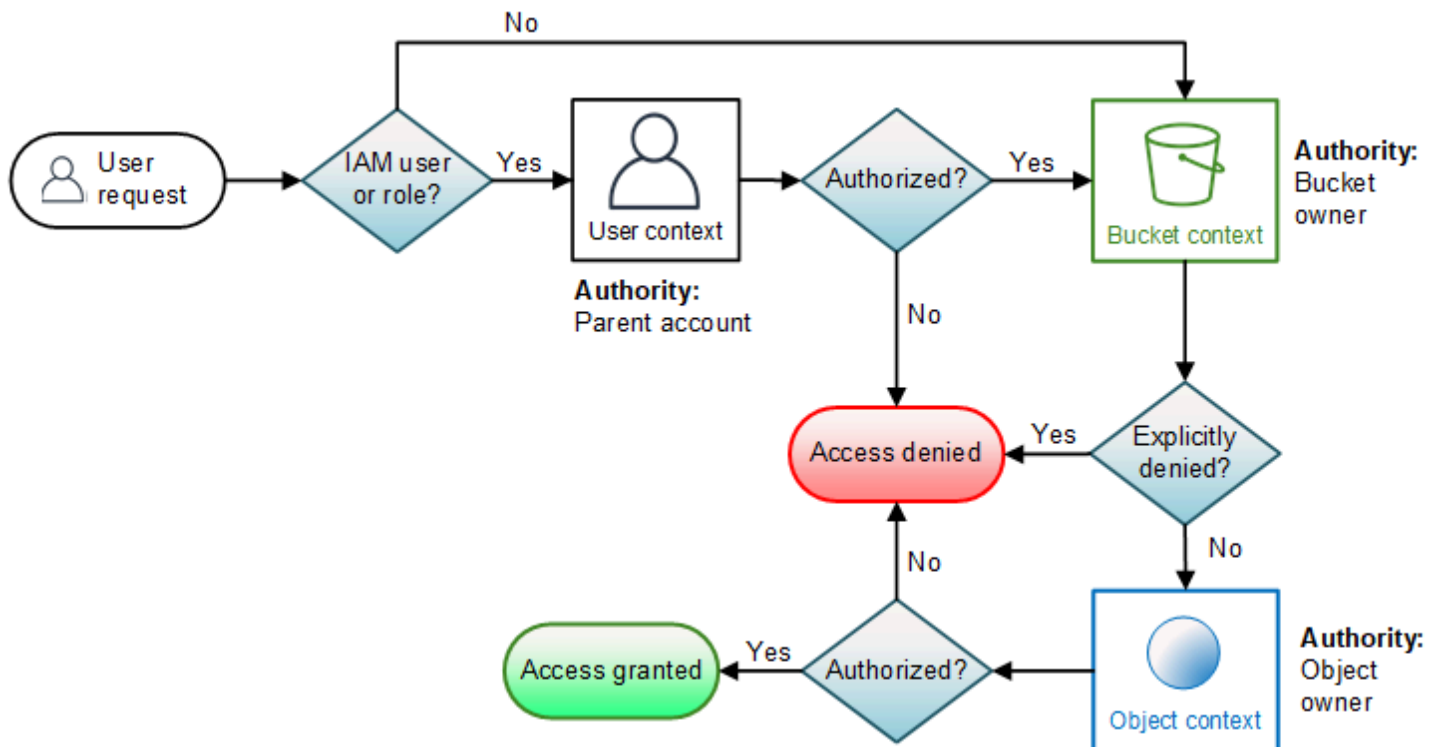 No
User
request
IAM user
or role?
Yes
User context
Authority:
Parent account
Authorized?
Yes
Bucket context
Authority:
Bucket
owner
No
Access denied
Yes
Explicitly
denied?
No
No
Access granted
Yes
Authorized?
Object context
Authority:
Object
owner